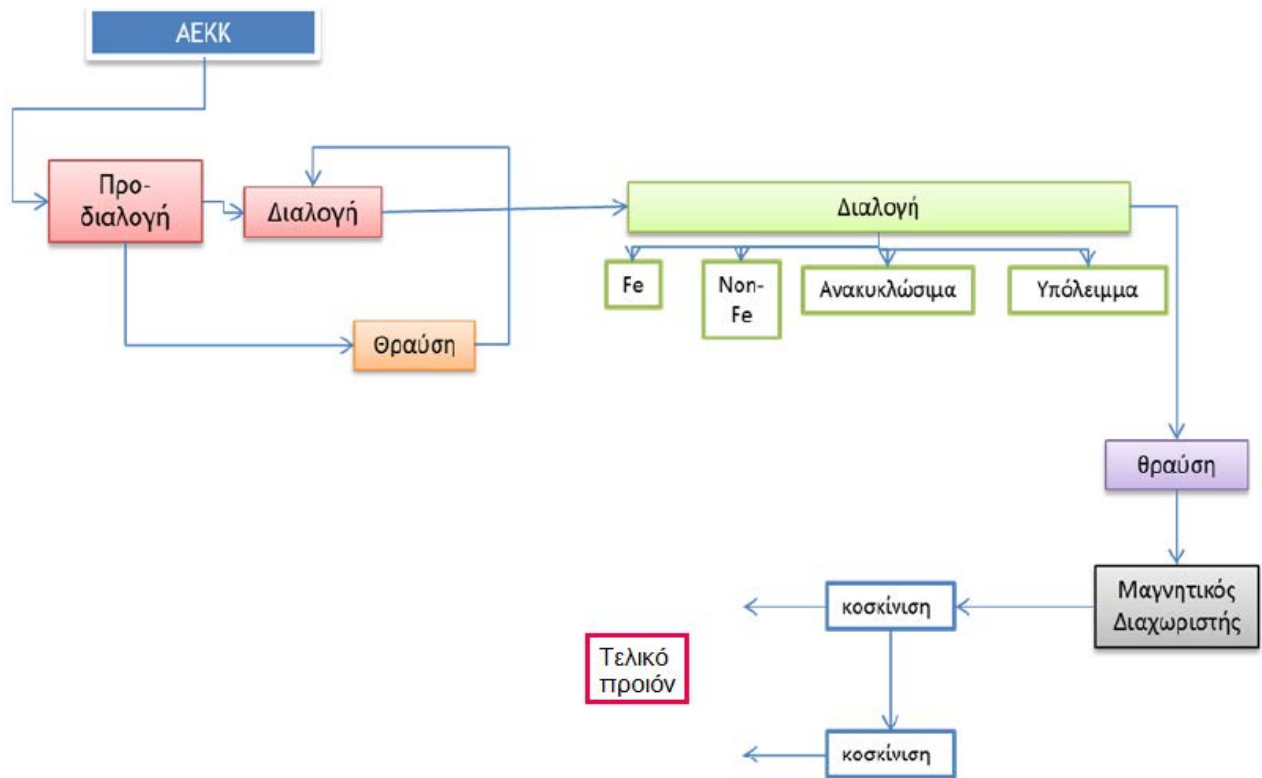 ΑΕΚΚ
Προ-
διαλογή
Διαλογή
Διαλογή
Fe
Non-
Fe
Ανακυκλώσιμα
Υπόλειμμα
Θραύση
θραύση
Μαγνητικός
Διαχωριστής
κοσκίνιση
Τελικό
προιόν
κοσκίνιση